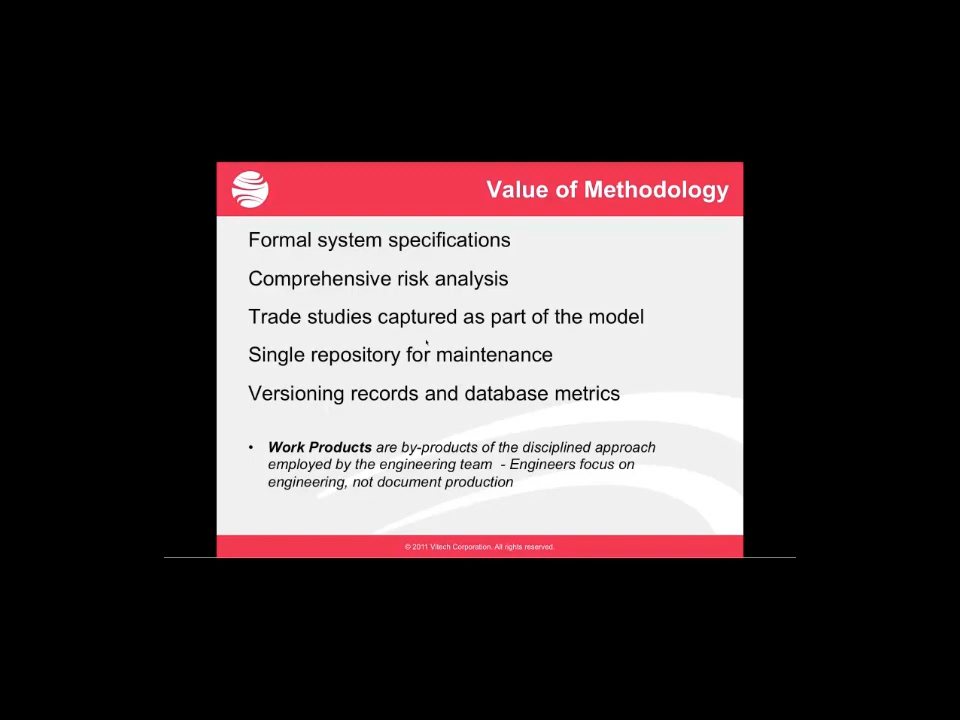 Value of Methodology
Formal system specifications
Comprehensive risk analysis
Trade studies captured as part of the model
Single repository for maintenance
Versioning records and database metrics
• Work Products are by-products of the disciplined approach
employed by the engineering team - Engineers focus on
engineering, not document production
© 2011 Vitech Corporation. All rights reserved.